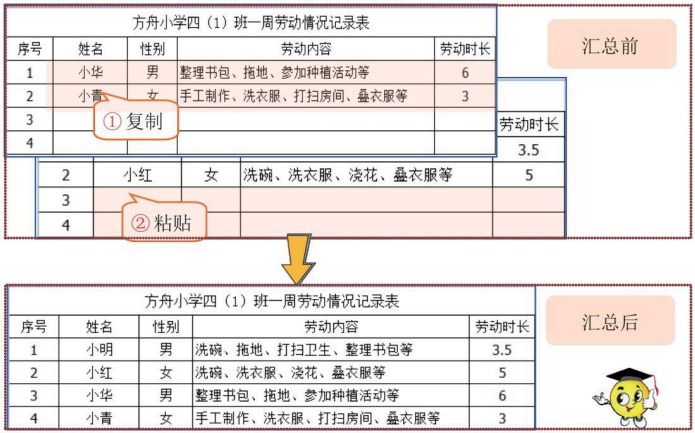 方舟小学四（1）班一周劳动情况记录表
汇总前
序号 姓名 性别 劳动内容 劳动时长
1 小华 男 整理书包、拖地、参加种植活动等 6
2 小青 女 手工制作、洗衣服、打扫房间、叠衣服等 3
3
4
①复制
劳动时长
3.5
2 小红 女 洗碗、洗衣服、浇花、叠衣服等 5
3
4
②粘贴
方舟小学四（1）班一周劳动情况记录表
汇总后
序号 姓名 性别 劳动内容 劳动时长
1 小明 男 洗碗、拖地、打扫卫生、整理书包等 3.5
2 小红 女 洗碗、洗衣服、浇花、叠衣服等 5
3 小华 男 整理书包、拖地、参加种植活动等 6
4 小青 女 手工制作、洗衣服、打扫房间、叠衣服等 3